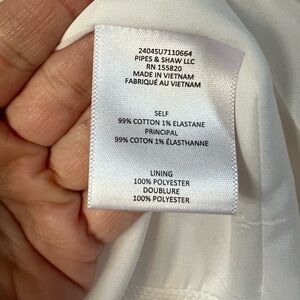 2404SU7110664
PIPES & SHAW LLC
RN 155820
MADE IN VIETNAM
FABRIQUÉ AU VIETNAM
SELF
99% COTTON 1% ELASTANE
PRINCIPAL
99% COTTON 1% ÉLASTHANNE
LINING
100% POLYESTER
DOUBLURE
100% POLYESTER